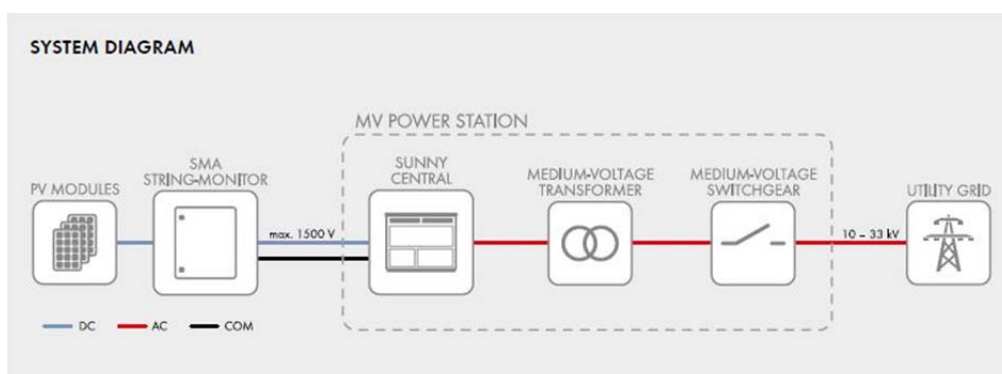 SYSTEM DIAGRAM
MV POWER STATION
PV MODULES
SMA
STRING-MONITOR
SUNNY
CENTRAL
MEDIUM-VOLTAGE
TRANSFORMER
MEDIUM-VOLTAGE
SWITCHGEAR
UTILITY GRID
max. 1500 V
10 – 33 kV
DC
AC
COM